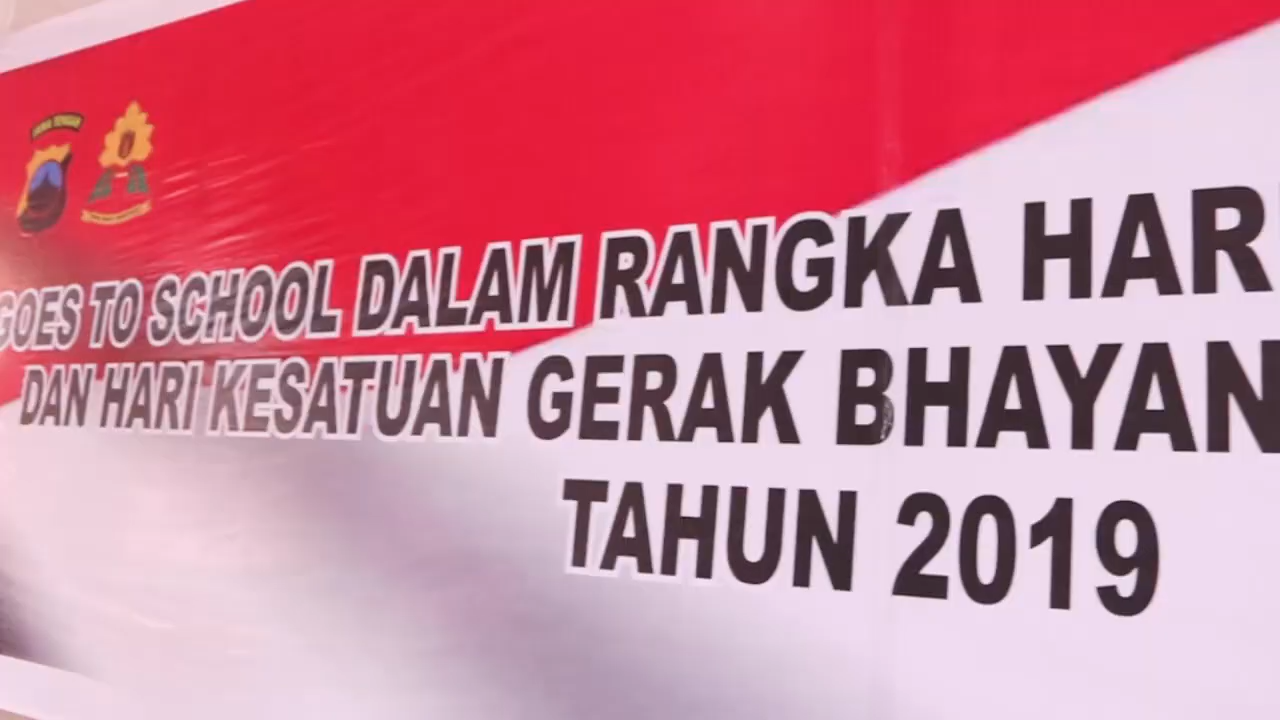 GOES TO SCHOOL DALAM RANGKA HAR
DAN HARI KESATUAN GERAK BHAYAN
TAHUN 2019